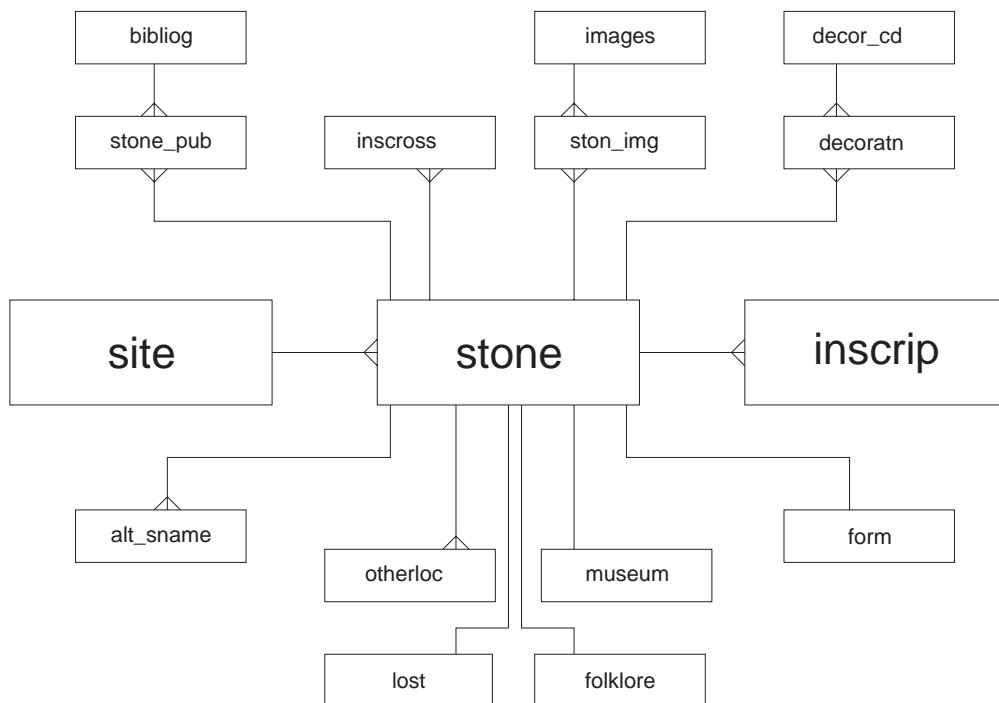 bibliog
images
decor_cd
stone_pub
inscross
ston_img
decoratn
site
stone
inscrip
alt_sname
form
otherloc
museum
lost
folklore